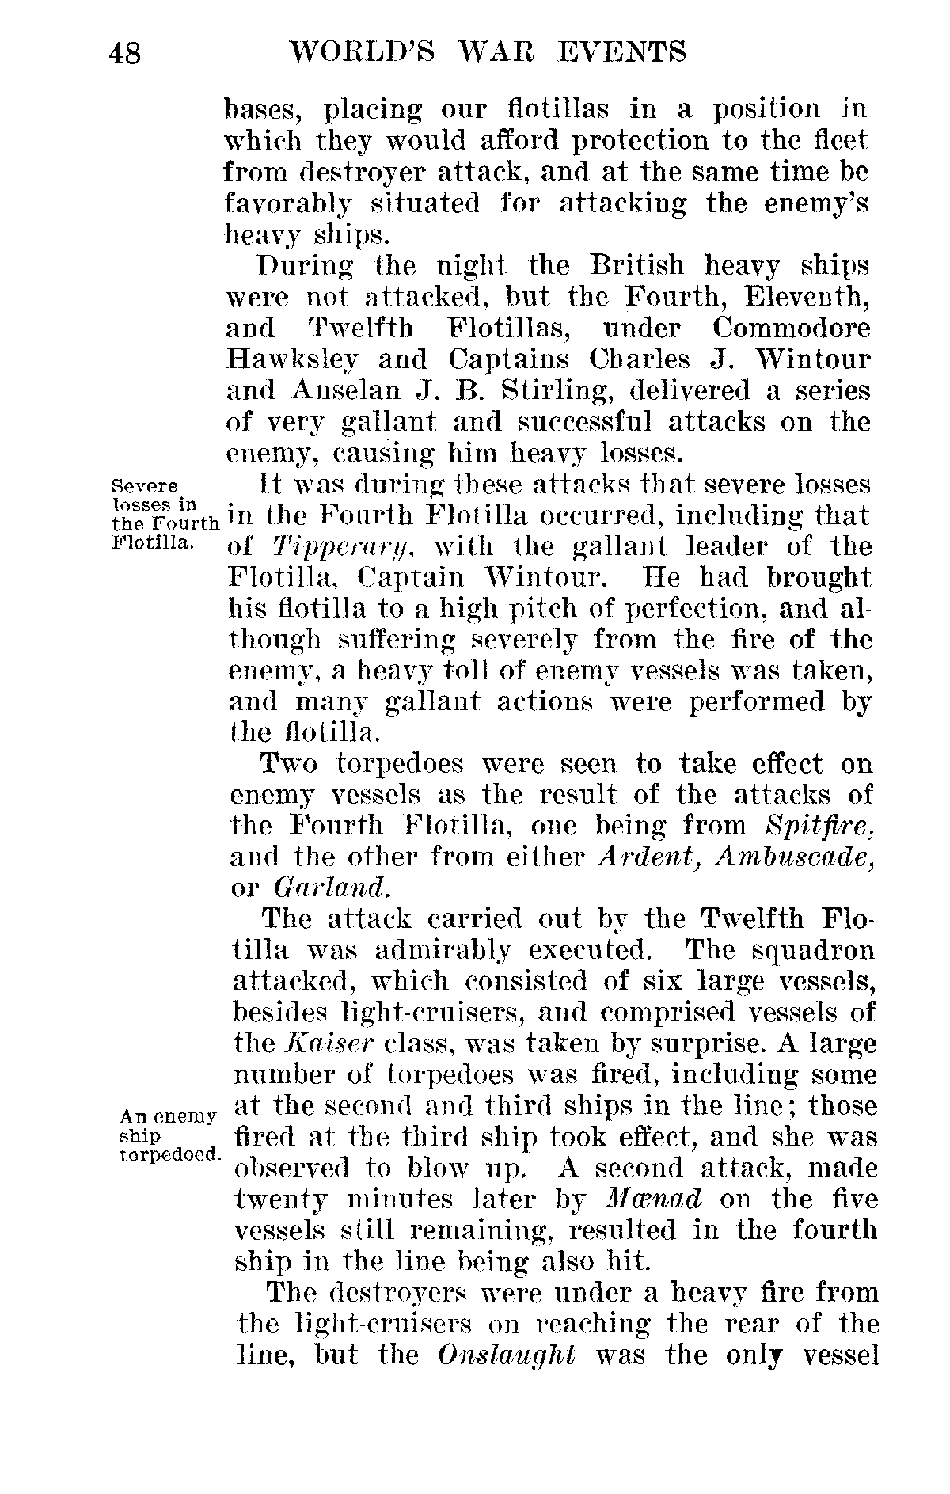 48 WORLD'S WAR EVENTS
bases, placing our flotillas in a position in
which they would afford protection to the fleet
from destroyer attack, and at the same time be
favorably situated for attacking the enemy's
heavy ships.
During the night the British heavy ships
were not attacked, but the Fourth, Eleventh,
and Twelfth Flotillas, under Commodore
Hawksley and Captains Charles J. Wintour
and Anselan J. B. Stirling, delivered a series
of very gallant and successful attacks on the
enemy, causing him heavy losses.
Severe
losses in
the Fourth
Flotilla.
It was during these attacks that severe losses
in the Fourth Flotilla occurred, including that
of Tipperary, with the gallant leader of the
Flotilla, Captain Wintour. He had brought
his flotilla to a high pitch of perfection, and al-
though suffering severely from the fire of the
enemy, a heavy toll of enemy vessels was taken,
and many gallant actions were performed by
the flotilla.
Two torpedoes were seen to take effect on
enemy vessels as the result of the attacks of
the Fourth Flotilla, one being from Spitfire,
and the other from either Ardent, Ambuscade,
or Garland.
The attack carried out by the Twelfth Flo-
tilla was admirably executed. The squadron
attacked, which consisted of six large vessels,
besides light-cruisers, and comprised vessels of
the Kaiser class, was taken by surprise. A large
number of torpedoes was fired, including some
at the second and third ships in the line; those
An enemy
ship
torpedoed.
fired at the third ship took effect, and she was
observed to blow up. A second attack, made
twenty minutes later by Mœnad on the five
vessels still remaining, resulted in the fourth
ship in the line being also hit.
The destroyers were under a heavy fire from
the light-cruisers on reaching the rear of the
line, but the Onslaught was the only vessel